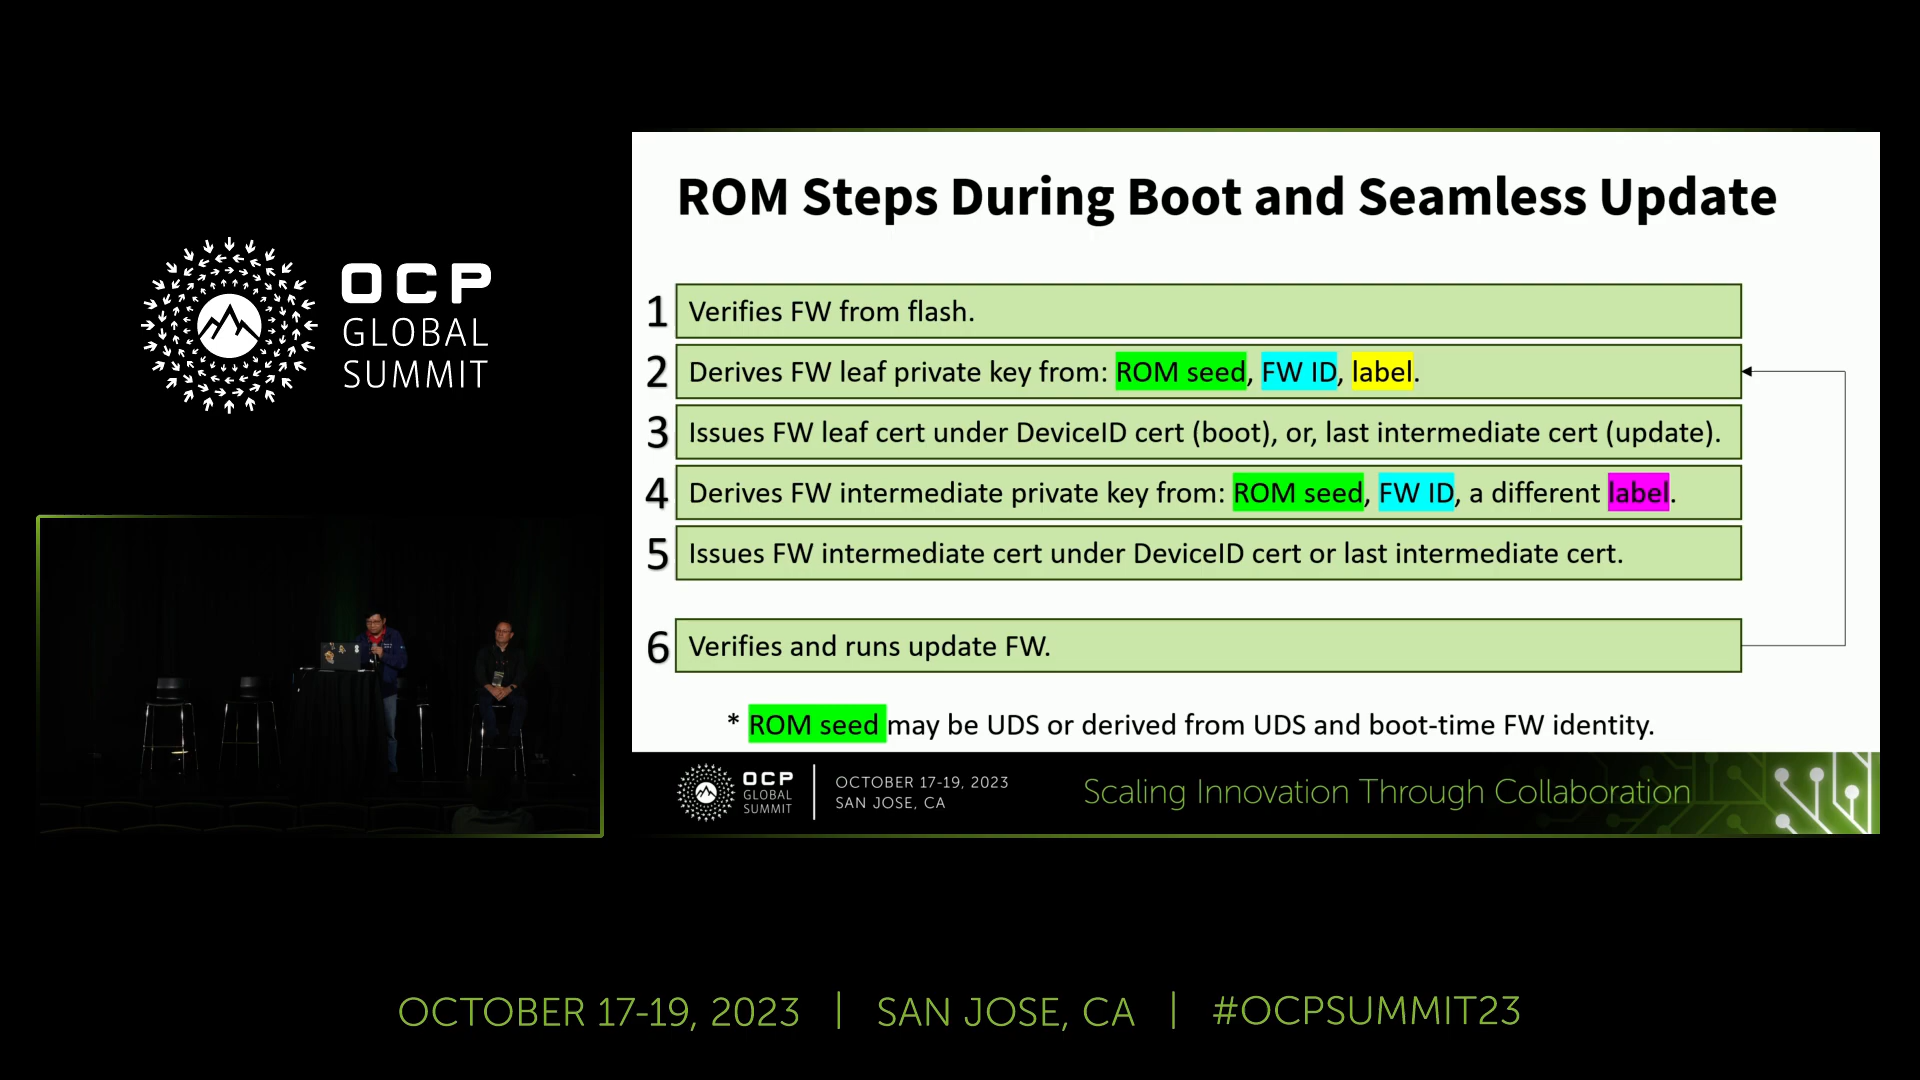 OCP
GLOBAL
SUMMIT
ROM Steps During Boot and Seamless Update
1 Verifies FW from flash.
2 Derives FW leaf private key from: ROM seed, FW ID, label.
3 Issues FW leaf cert under DeviceID cert (boot), or, last intermediate cert (update).
4 Derives FW intermediate private key from: ROM seed, FW ID, a different label.
5 Issues FW intermediate cert under DeviceID cert or last intermediate cert.
6 Verifies and runs update FW.
* ROM seed may be UDS or derived from UDS and boot-time FW identity.
OCP
GLOBAL
SUMMIT
OCTOBER 17-19, 2023
SAN JOSE, CA
Scaling Innovation Through Collaboration
OCTOBER 17-19, 2023 | SAN JOSE, CA | #OCPSUMMIT23